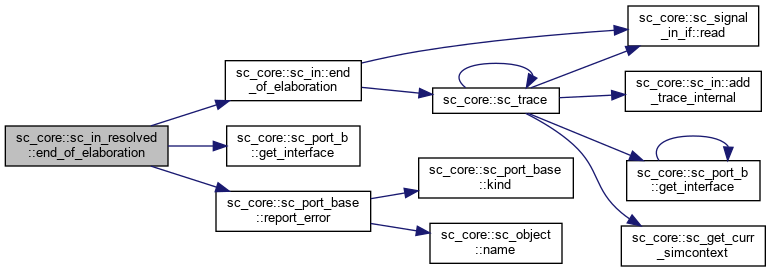 sc_core::sc_in_resolved
::end_of_elaboration
sc_core::sc_in::end
_of_elaboration
sc_core::sc_port_b
::get_interface
sc_core::sc_port_base
::report_error
sc_core::sc_trace
sc_core::sc_port_base
::kind
sc_core::sc_object
::name
sc_core::sc_signal
_in_if::read
sc_core::sc_in::add
_trace_internal
sc_core::sc_port_b
::get_interface
sc_core::sc_get_curr
_simcontext